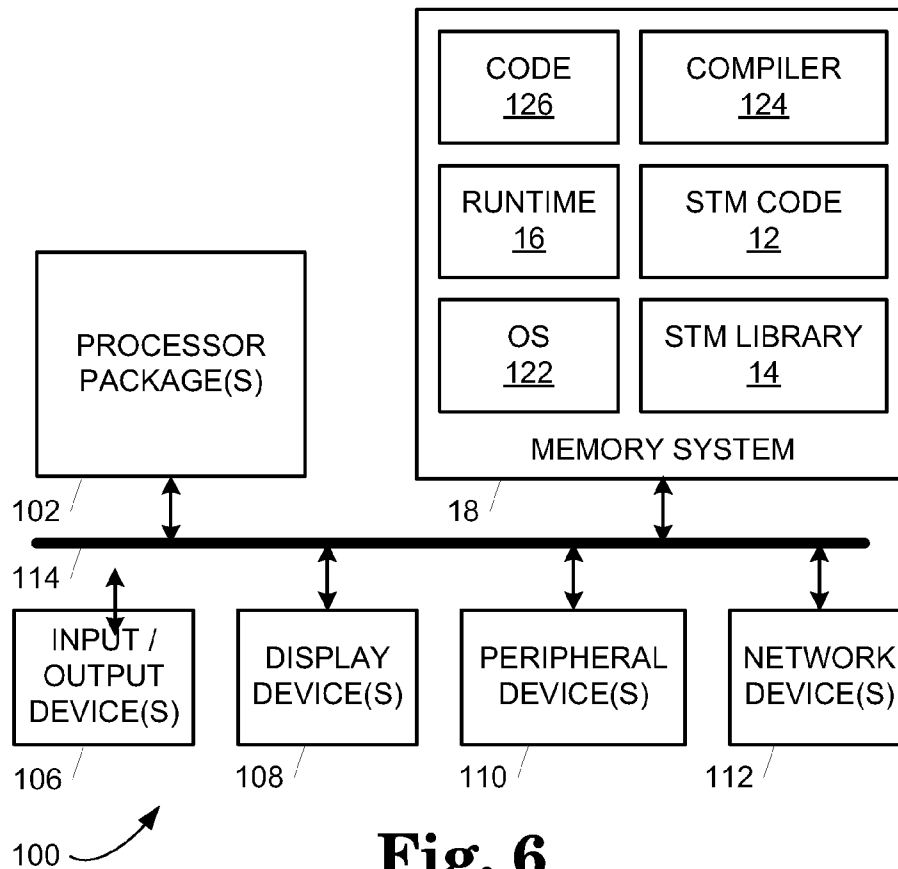 CODE
126
COMPILER
124
RUNTIME
16
STM CODE
12
OS
122
STM LIBRARY
14
MEMORY SYSTEM
PROCESSOR
PACKAGE(S)
102
18
114
INPUT /
OUTPUT
DEVICE(S)
DISPLAY
DEVICE(S)
PERIPHERAL
DEVICE(S)
NETWORK
DEVICE(S)
106
108
110
112
100
Fig. 6